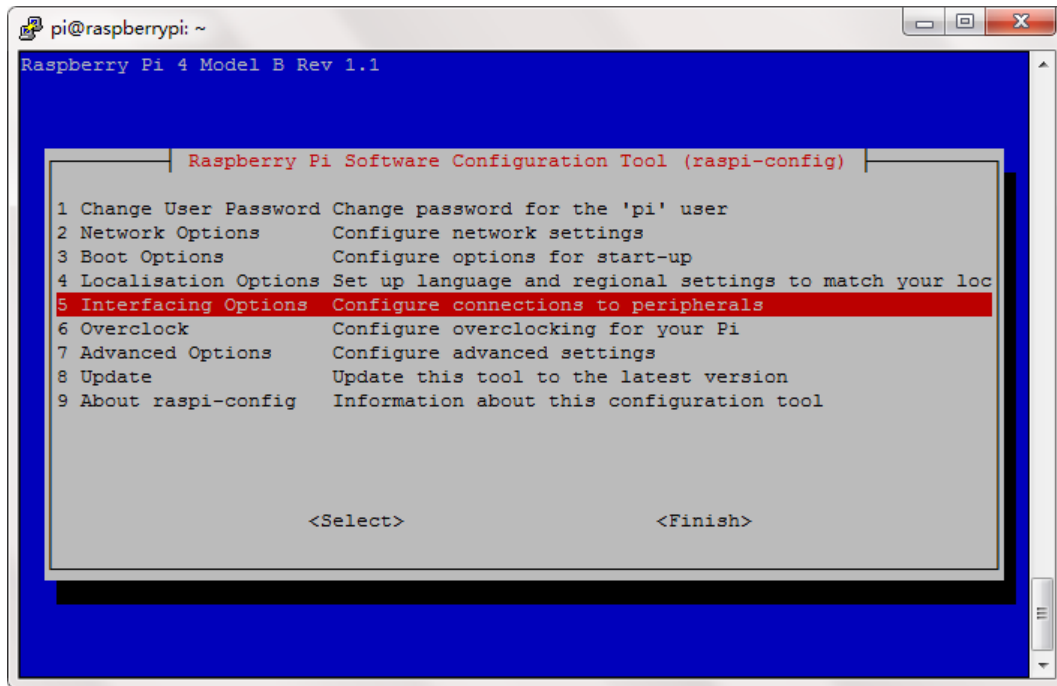 pi@raspberrypi: ~
Raspberry Pi 4 Model B Rev 1.1
Raspberry Pi Software Configuration Tool (raspi-config)
1 Change User Password Change password for the 'pi' user
2 Network Options Configure network settings
3 Boot Options Configure options for start-up
4 Localisation Options Set up language and regional settings to match your loc
5 Interfacing Options Configure connections to peripherals
6 Overclock Configure overclocking for your Pi
7 Advanced Options Configure advanced settings
8 Update Update this tool to the latest version
9 About raspi-config Information about this configuration tool
<Select> <Finish>